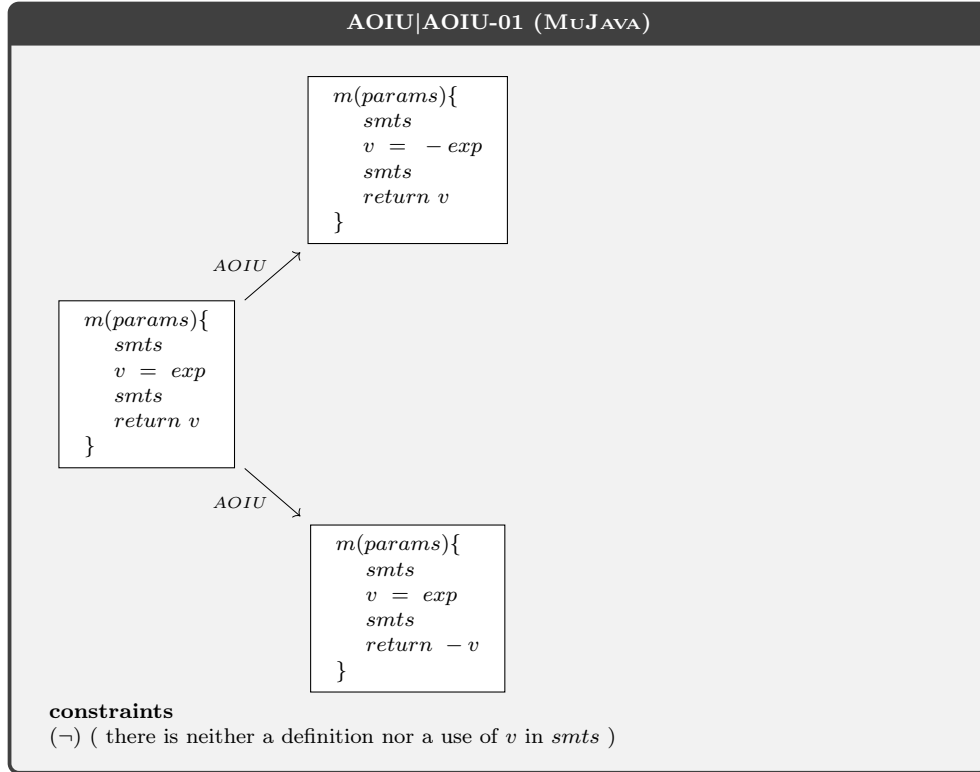 AOIU|AOIU-01 (MuJava)
m(params){
smts
v = − exp
smts
return v
}
AOIU
m(params){
smts
v = exp
smts
return v
}
AOIU
m(params){
smts
v = exp
smts
return − v
}
constraints
(¬) ( there is neither a definition nor a use of v in smts )